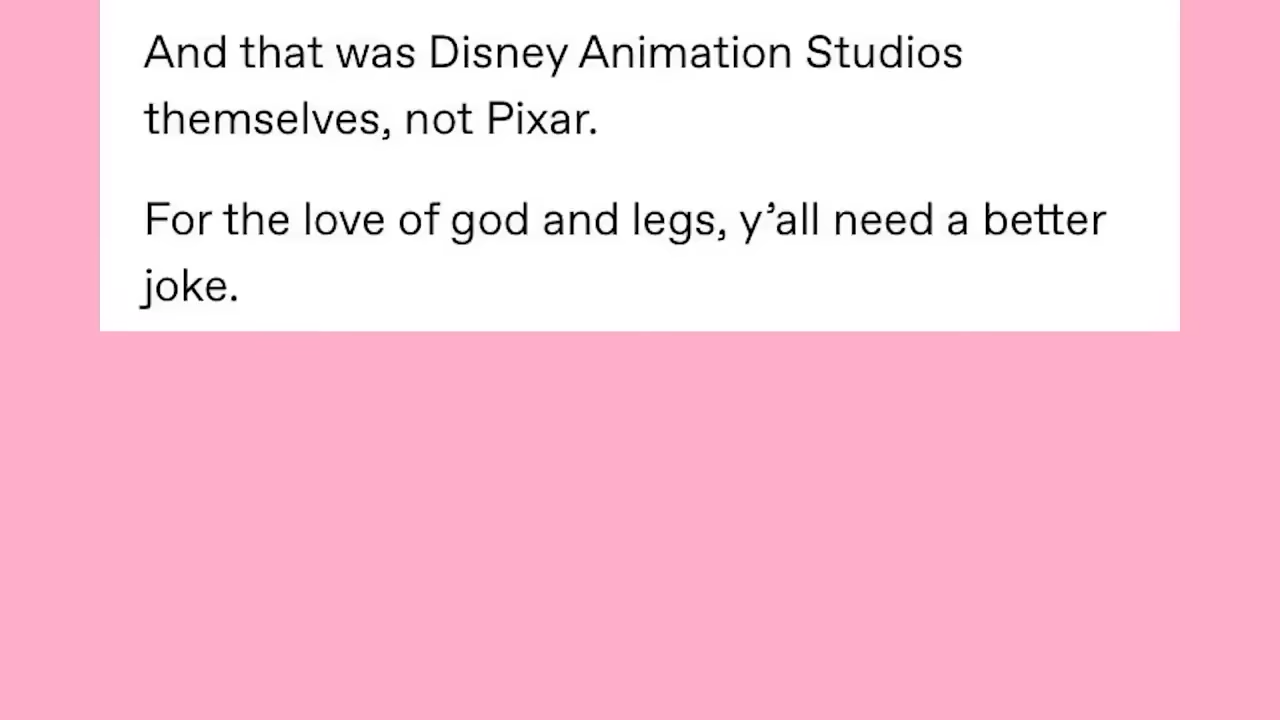 And that was Disney Animation Studios
themselves, not Pixar.
For the love of god and legs, y’all need a better
joke.